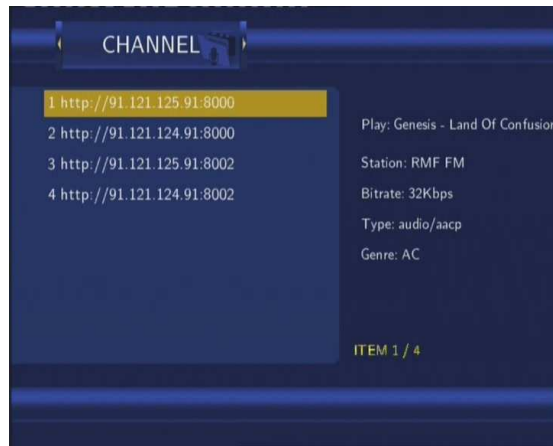 CHANNEL
1 http://91.121.125.91:8000
2 http://91.121.124.91:8000
3 http://91.121.125.91:8002
4 http://91.121.124.91:8002
Play: Genesis - Land Of Confusion
Station: RMF FM
Bitrate: 32Kbps
Type: audio/aacp
Genre: AC
ITEM 1 / 4